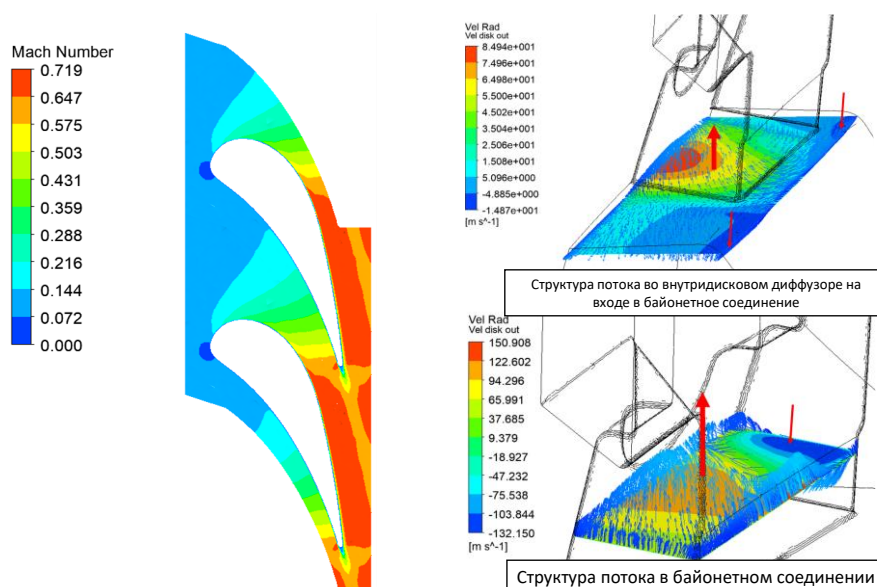 Mach Number
0.719
0.647
0.575
0.503
0.431
0.359
0.288
0.216
0.144
0.072
0.000
Vel Rad
Vel disk out
8.494e+001
7.496e+001
6.498e+001
5.500e+001
4.502e+001
3.504e+001
2.506e+001
1.508e+001
5.096e+000
-4.885e+000
-1.487e+001
[m s^-1]
Структура потока во внутридисковом диффузоре на
входе в байонетное соединение
Vel Rad
Vel disk out
150.908
122.602
94.296
65.991
37.685
9.379
-18.927
-47.232
-75.538
-103.844
-132.150
[m s^-1]
Структура потока в байонетном соединении